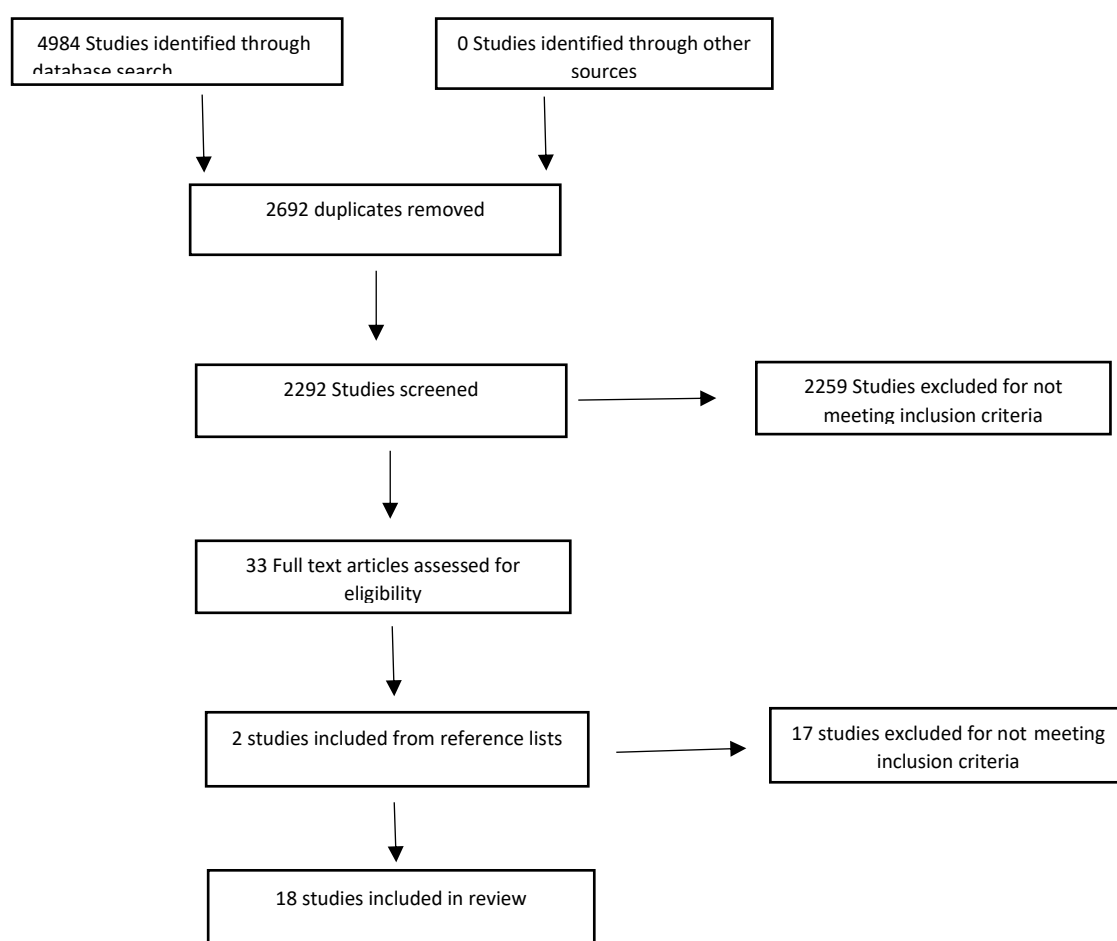 4984 Studies identified through
database search
0 Studies identified through other
sources
2692 duplicates removed
2292 Studies screened
2259 Studies excluded for not
meeting inclusion criteria
33 Full text articles assessed for
eligibility
2 studies included from reference lists
17 studies excluded for not meeting
inclusion criteria
18 studies included in review